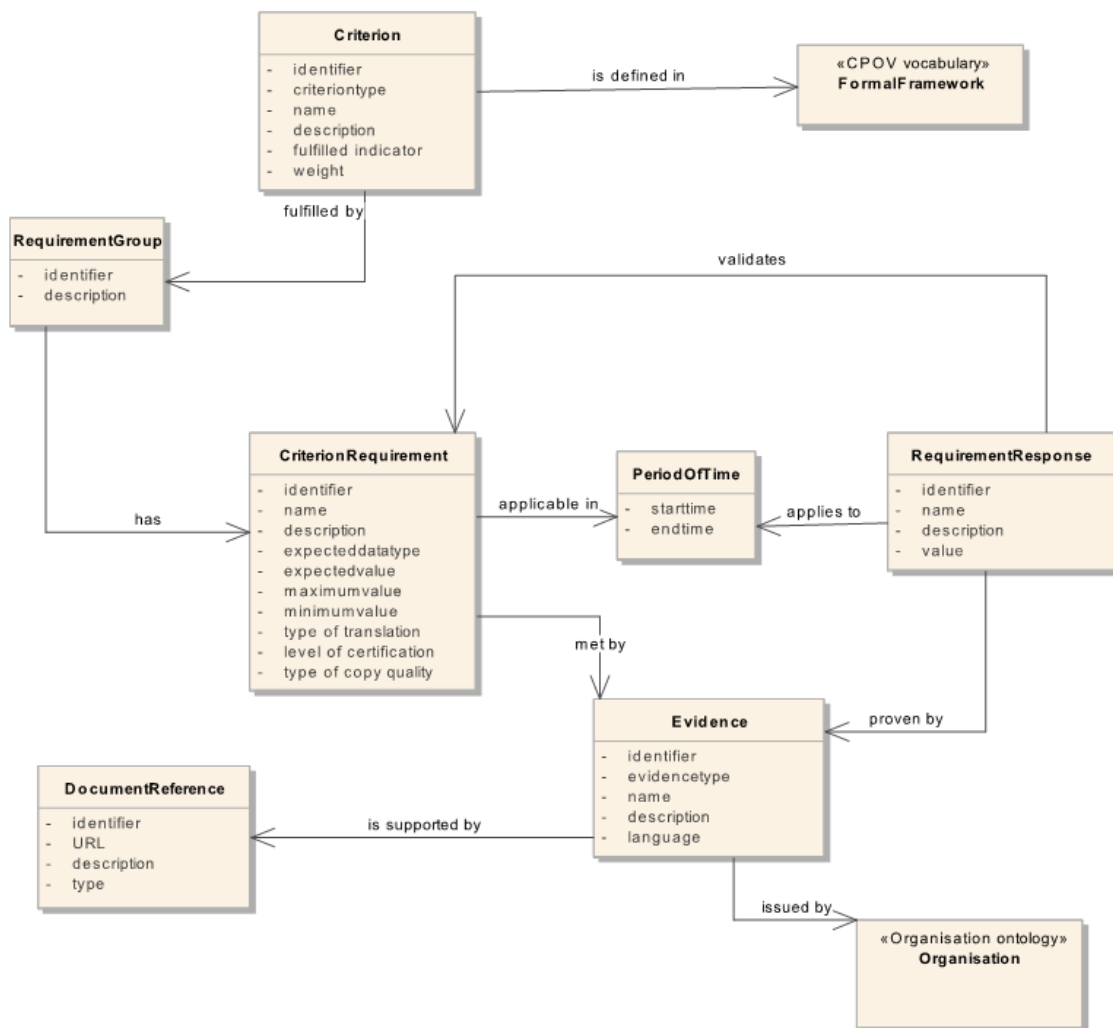 Criterion
- identifier
- criteriontype
- name
- description
- fulfilled indicator
- weight
is defined in
«CPOV vocabulary»
FormalFramework
fulfilled by
RequirementGroup
- identifier
- description
validates
has
CriterionRequirement
- identifier
- name
- description
- expecteddatatype
- expectedvalue
- maximumvalue
- minimumvalue
- type of translation
- level of certification
- type of copy quality
applicable in
PeriodOfTime
- starttime
- endtime
applies to
RequirementResponse
- identifier
- name
- description
- value
met by
proven by
Evidence
- identifier
- evidencetype
- name
- description
- language
is supported by
DocumentReference
- identifier
- URL
- description
- type
issued by
«Organisation ontology»
Organisation